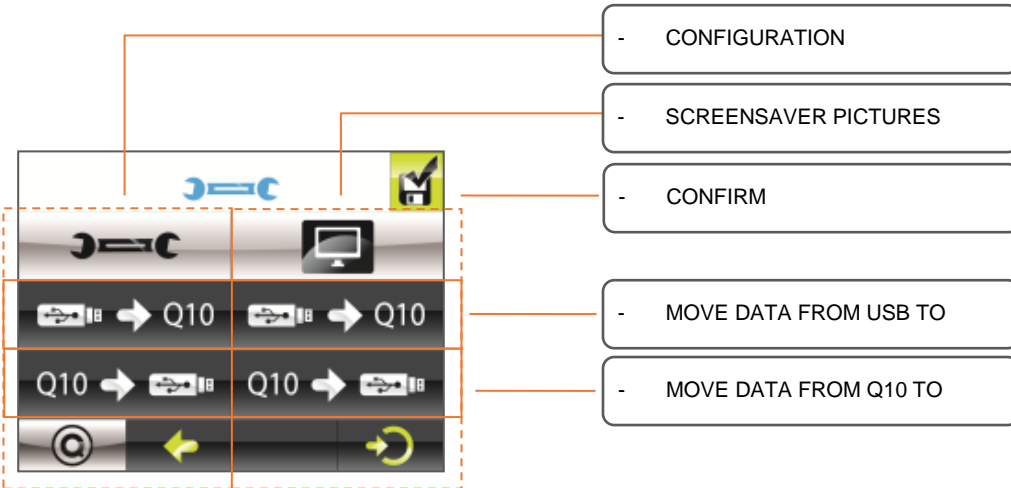 - CONFIGURATION
- SCREENSAVER PICTURES
- CONFIRM
Q10 Q10
- MOVE DATA FROM USB TO
Q10 Q10
- MOVE DATA FROM Q10 TO